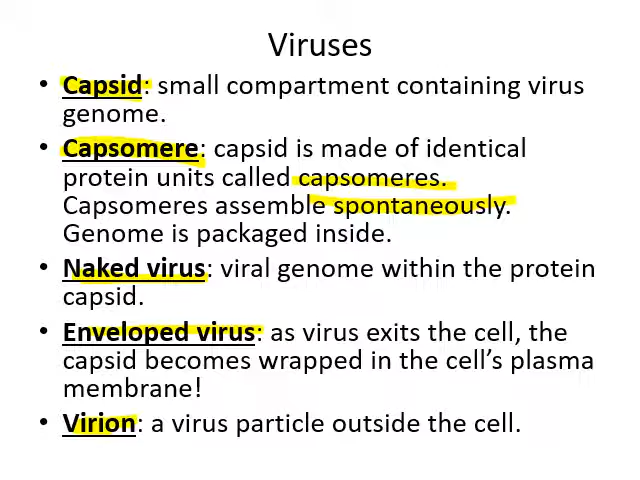 Viruses
• Capsid: small compartment containing virus
genome.
• Capsomere: capsid is made of identical
protein units called capsomeres.
Capsomeres assemble spontaneously.
Genome is packaged inside.
• Naked virus: viral genome within the protein
capsid.
• Enveloped virus: as virus exits the cell, the
capsid becomes wrapped in the cell’s plasma
membrane!
• Virion: a virus particle outside the cell.